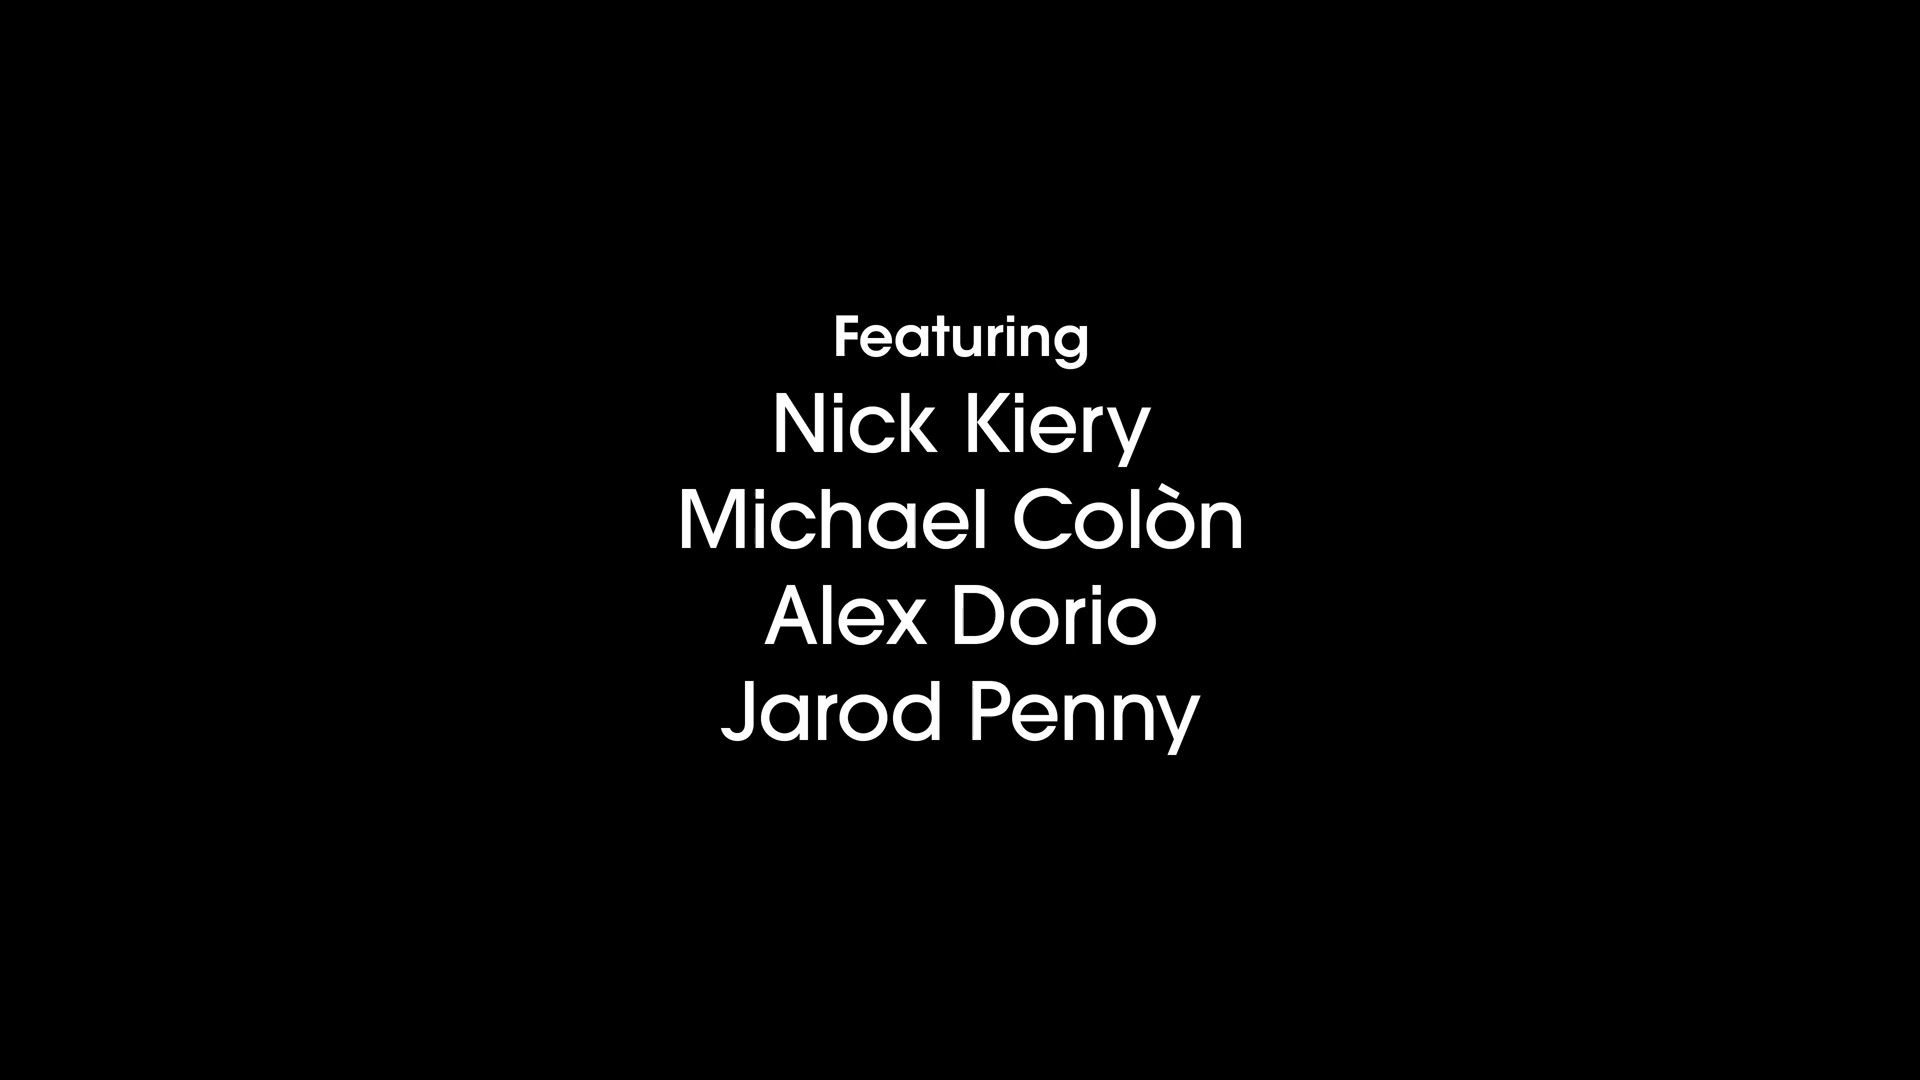 Featuring
Nick Kiery
Michael Colòn
Alex Dorio
Jarod Penny